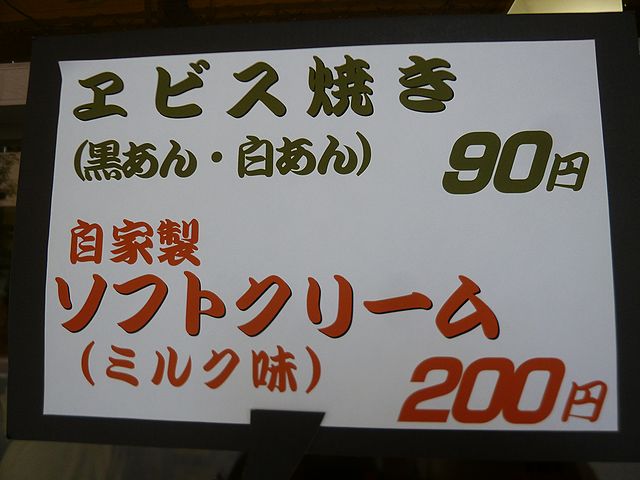 ヱビス焼き
(黒あん・白あん) 90円
自家製
ソフトクリーム
(ミルク味) 200円